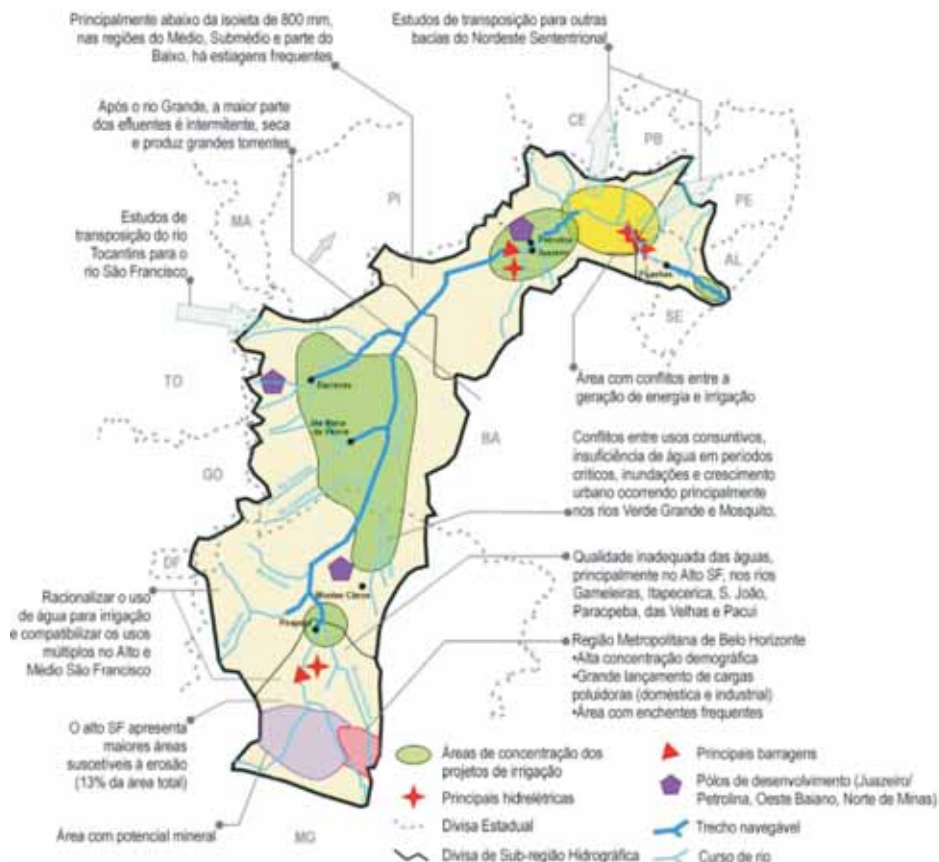 Principalmente abaixo da isoieta de 800 mm,
nas regiões do Médio, Submédio e parte do
Baixo, há estiagens frequentes
Estudos de transposição para outras
bacias do Nordeste Sententrional
Após o rio Grande, a maior parte
dos efluentes é intermitente, seca
e produz grandes torrentes
Estudos de
transposição do rio
Tocantins para o
rio São Francisco
CE
PB
PI
MA
PE
AL
SE
TO
BA
GO
DF
MG
Petrolina
Juazeiro
Piranhas
Barreiras
Montes Claros
Pirapora
Área com conflitos entre a
geração de energia e irrigação
Conflitos entre usos consuntivos,
insuficiência de água em períodos
críticos, inundações e crescimento
urbano ocorrendo principalmente
nos rios Verde Grande e Mosquito.
Qualidade inadequada das águas,
principalmente no Alto SF, nos rios
Gameleiras, Itapecerica, S. João,
Paraopeba, das Velhas e Pacui
Racionalizar o uso
de água para irrigação
e compatibilizar os usos
múltiplos no Alto e
Médio São Francisco
Região Metropolitana de Belo Horizonte
•Alta concentração demográfica
•Grande lançamento de cargas
poluidoras (doméstica e industrial)
•Área com enchentes frequentes
O alto SF apresenta
maiores áreas
suscetíveis à erosão
(13% da área total)
Área com potencial mineral
Áreas de concentração dos
projetos de irrigação
Principais hidrelétricas
Divisa Estadual
Divisa de Sub-região Hidrográfica
Principais barragens
Pólos de desenvolvimento (Juazeiro/
Petrolina, Oeste Baiano, Norte de Minas)
Trecho navegável
Curso de rio